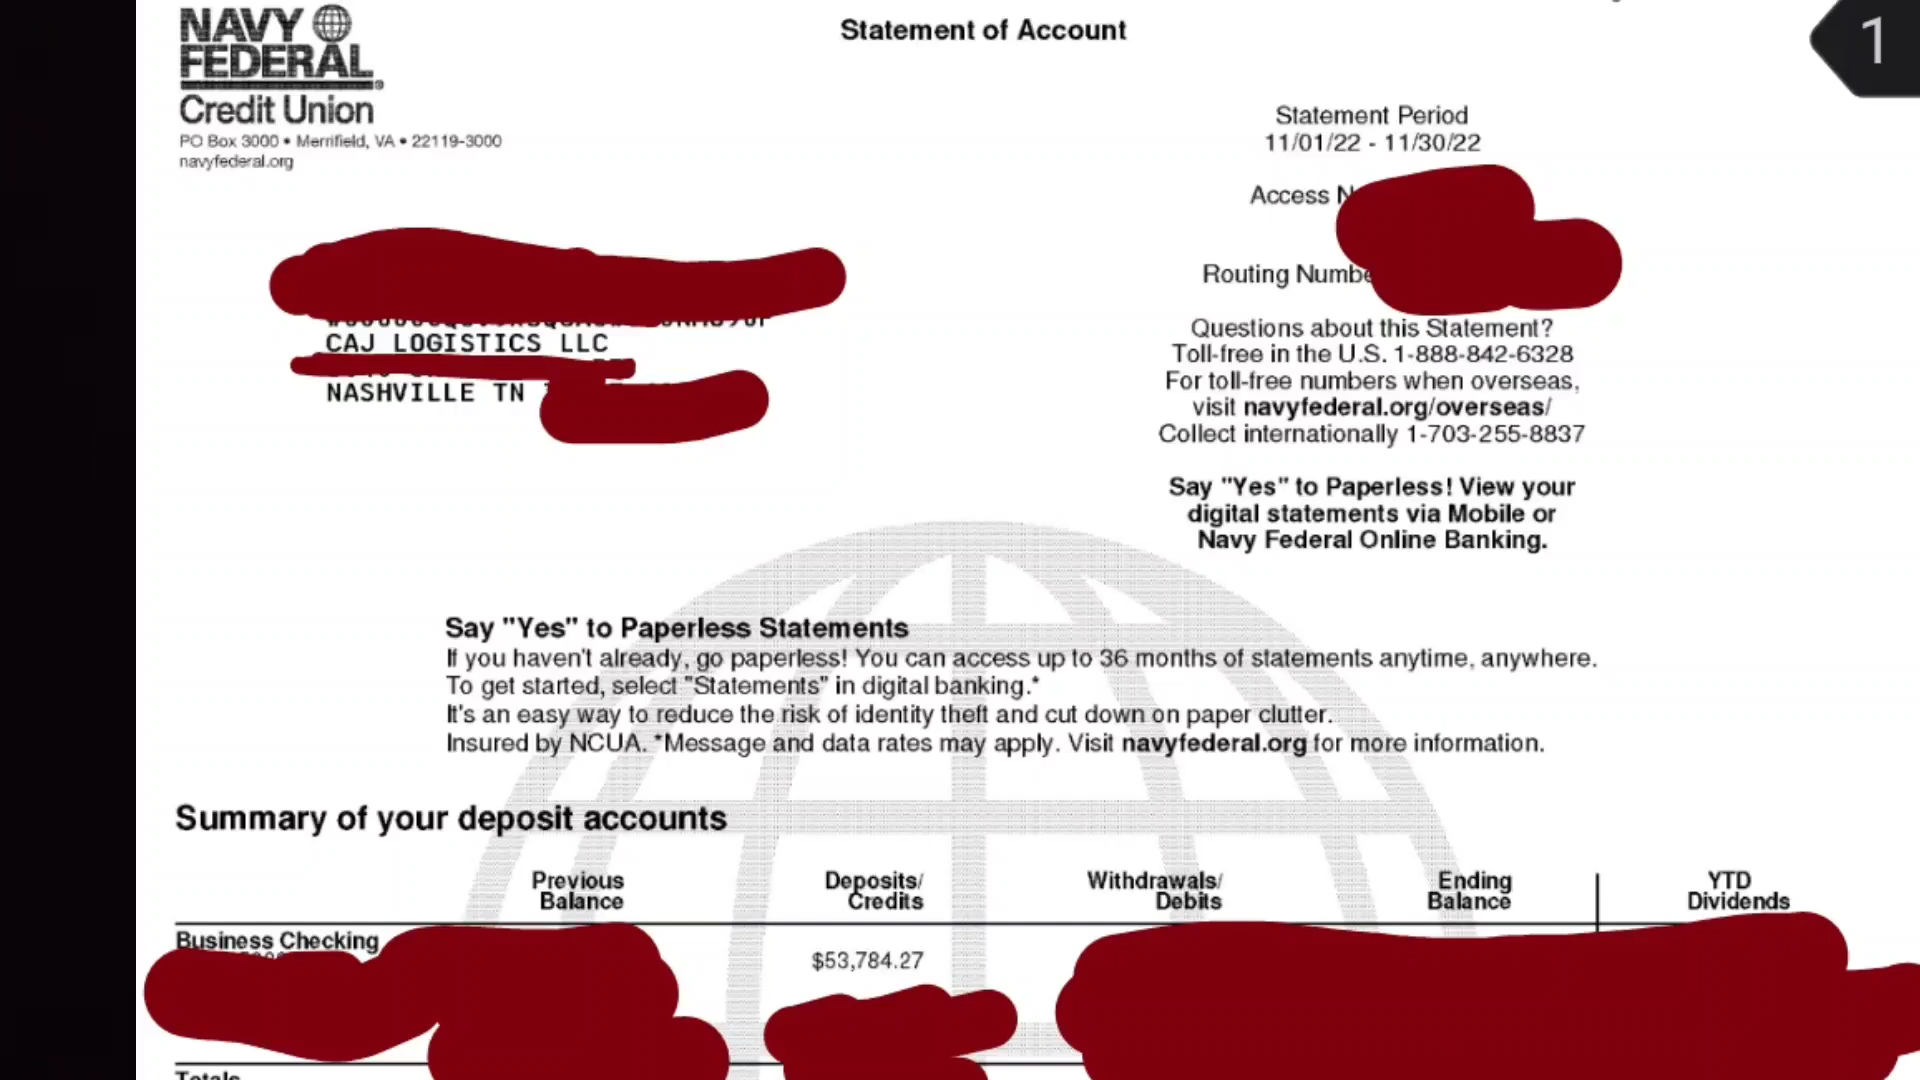 1
NAVY
FEDERAL
Credit Union
PO Box 3000 • Merrifield, VA • 22119-3000
navyfederal.org
Statement of Account
Statement Period
11/01/22 - 11/30/22
Access
Routing
CAJ LOGISTICS LLC
NASHVILLE TN
Questions about this Statement?
Toll-free in the U.S. 1-888-842-6328
For toll-free numbers when overseas,
visit navyfederal.org/overseas/
Collect internationally 1-703-255-8837
Say "Yes" to Paperless! View your
digital statements via Mobile or
Navy Federal Online Banking.
Say "Yes" to Paperless Statements
If you haven't already, go paperless! You can access up to 36 months of statements anytime, anywhere.
To get started, select "Statements" in digital banking.*
It's an easy way to reduce the risk of identity theft and cut down on paper clutter.
Insured by NCUA. *Message and data rates may apply. Visit navyfederal.org for more information.
Summary of your deposit accounts
Previous Balance
Deposits/ Credits
Withdrawals/ Debits
Ending Balance
YTD Dividends
Business Checking
$53,784.27
Totals